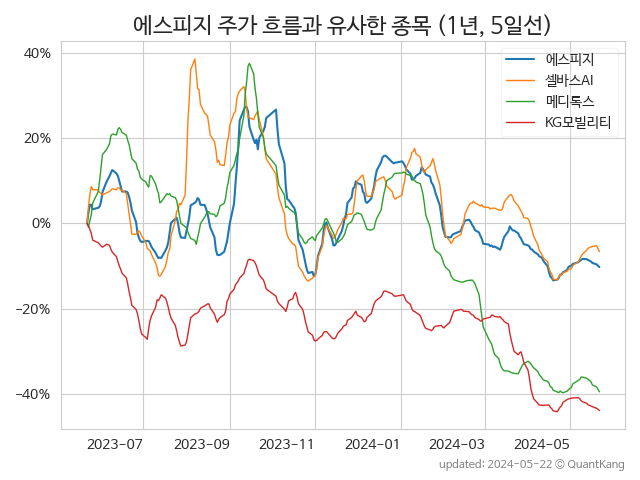 에스피지 주가 흐름과 유사한 종목 (1년, 5일선)
에스피지
셀바스AI
메디톡스
KG모빌리티
40%
20%
0%
−20%
−40%
2023-07
2023-09
2023-11
2024-01
2024-03
2024-05
updated: 2024-05-22 © QuantKang